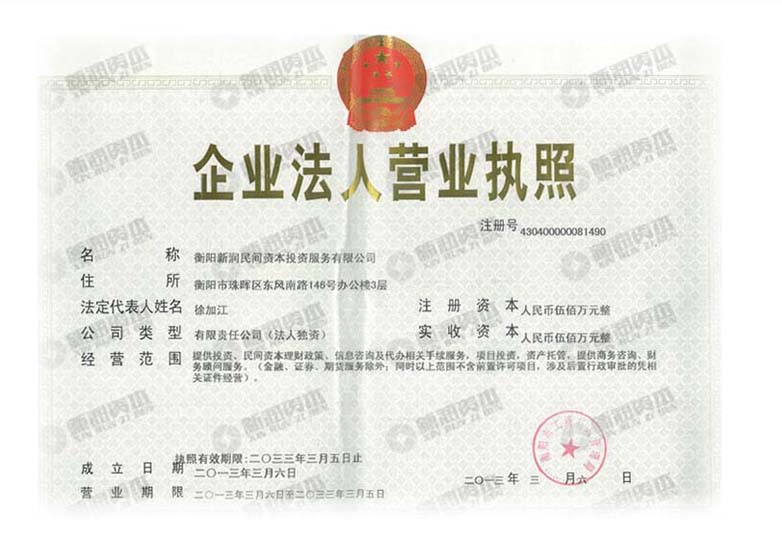 企业法人营业执照
注册号 430400000081490
名称 衡阳新润民间资本投资服务有限公司
住所 衡阳市珠晖区东风南路146号办公楼3层
法定代表人姓名 徐加江 注册资本 人民币伍佰万元整
公司类型 有限责任公司（法人独资） 实收资本 人民币伍佰万元整
经营范围 提供投资、民间资本理财政策、信息咨询及代办相关手续服务，项目投资，资产托管，提供商务咨询、财
务顾问服务。（金融、证券、期货服务除外；同时以上范围不含前置许可项目，涉及后置行政审批的凭相
关证件经营）。
执照有效期限：二〇三三年三月五日止
成立日期 二〇一三年三月六日
营业期限 二〇一三年三月六日至二〇三三年三月五日
二〇一三年三月六日